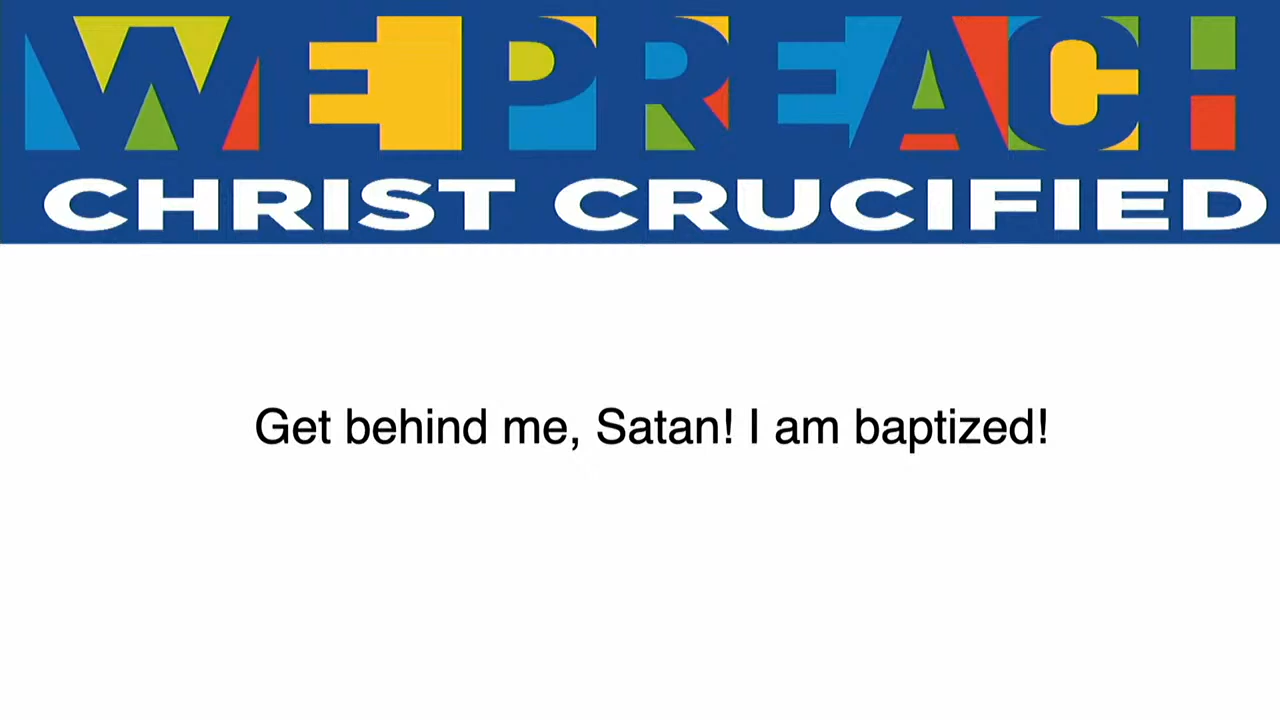 WE PREACH
CHRIST CRUCIFIED
Get behind me, Satan! I am baptized!